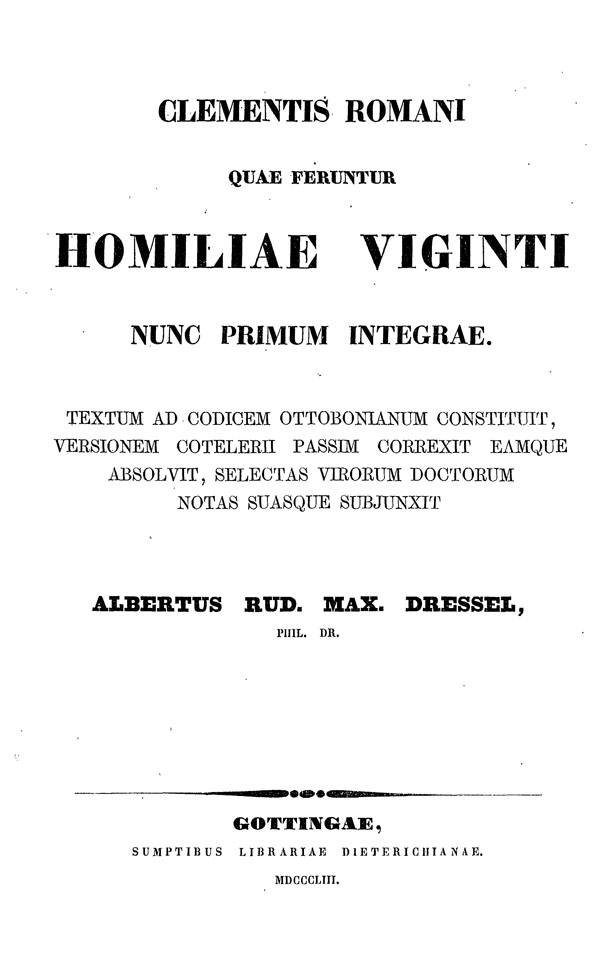 CLEMENTIS ROMANI
QUAE FERUNTUR
HOMILIAE VIGINTI
NUNC PRIMUM INTEGRAE.
TEXTUM AD CODICEM OTTOBONIANUM CONSTITUIT,
VERSIONEM COTELERII PASSIM CORREXIT EAMQUE
ABSOLVIT, SELECTAS VIRORUM DOCTORUM
NOTAS SUASQUE SUBJUNXIT
ALBERTUS RUD. MAX. DRESSEL,
PHIL. DR.
GOTTINGAE,
SUMPTIBUS LIBRARIAE DIETERICHIANAE.
MDCCCLIII.